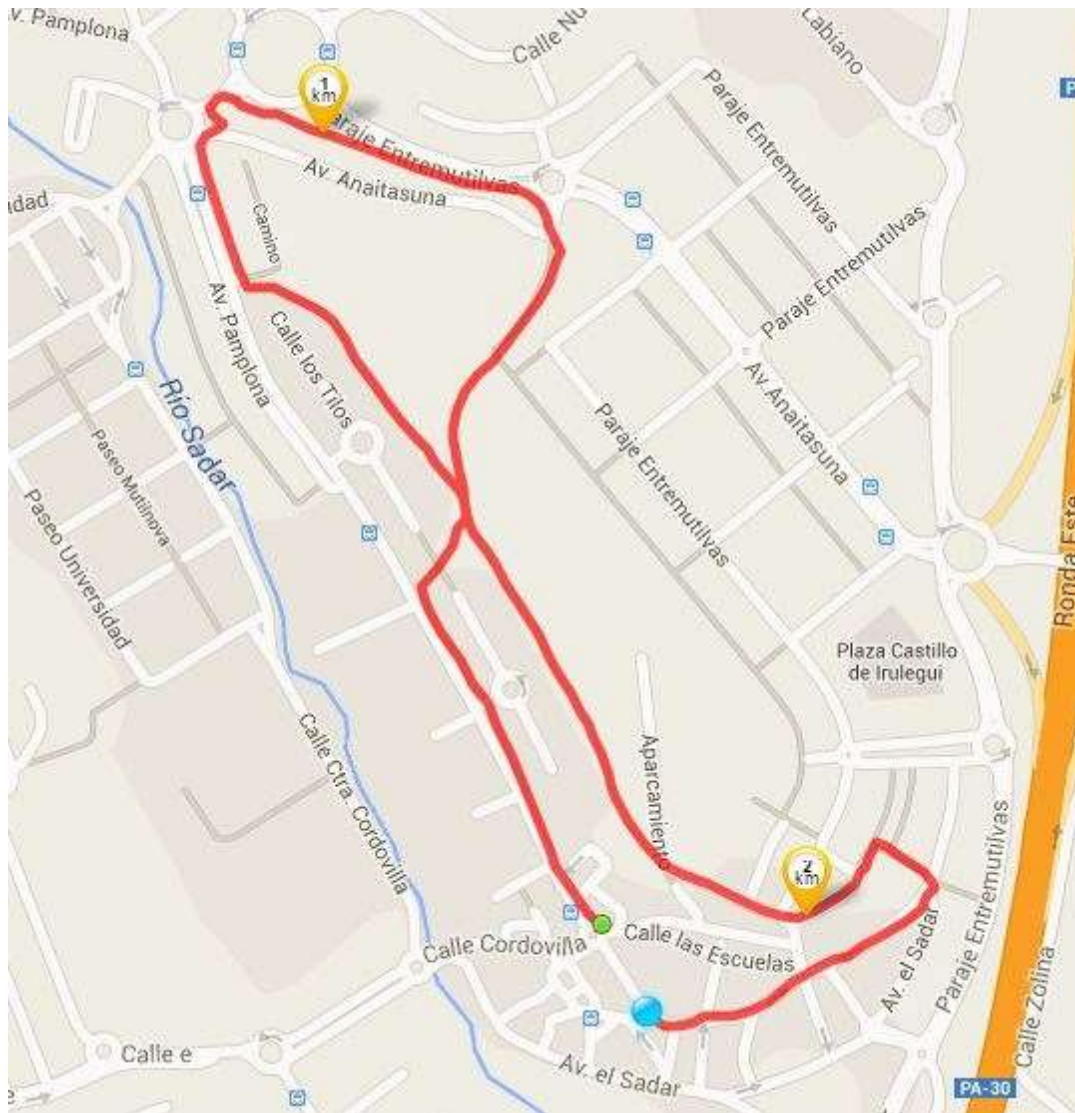 v. Pamplona
Calle Nu
Labiano
P
1
km
Paraje Entremutilvas
araje Entremutilvas
Av. Anaitasuna
idad
Camino
Paraje Entremutilvas
Av. Pamplona
Calle los Tilos
Río Sadar
Av.Anaitasuna
Paseo Mutilnova
Paraje Entremutilvas
Paseo Universidad
Ronda Este
Plaza Castillo
de Irulegui
Calle Ctra. Cordovilla
Aparcamiento
2
km
Paraje Entremutilvas
Calle Cordovilla
Calle las Escuelas
Av. el Sadar
Calle Zolina
Calle e
Av. el Sadar
e
PA-30